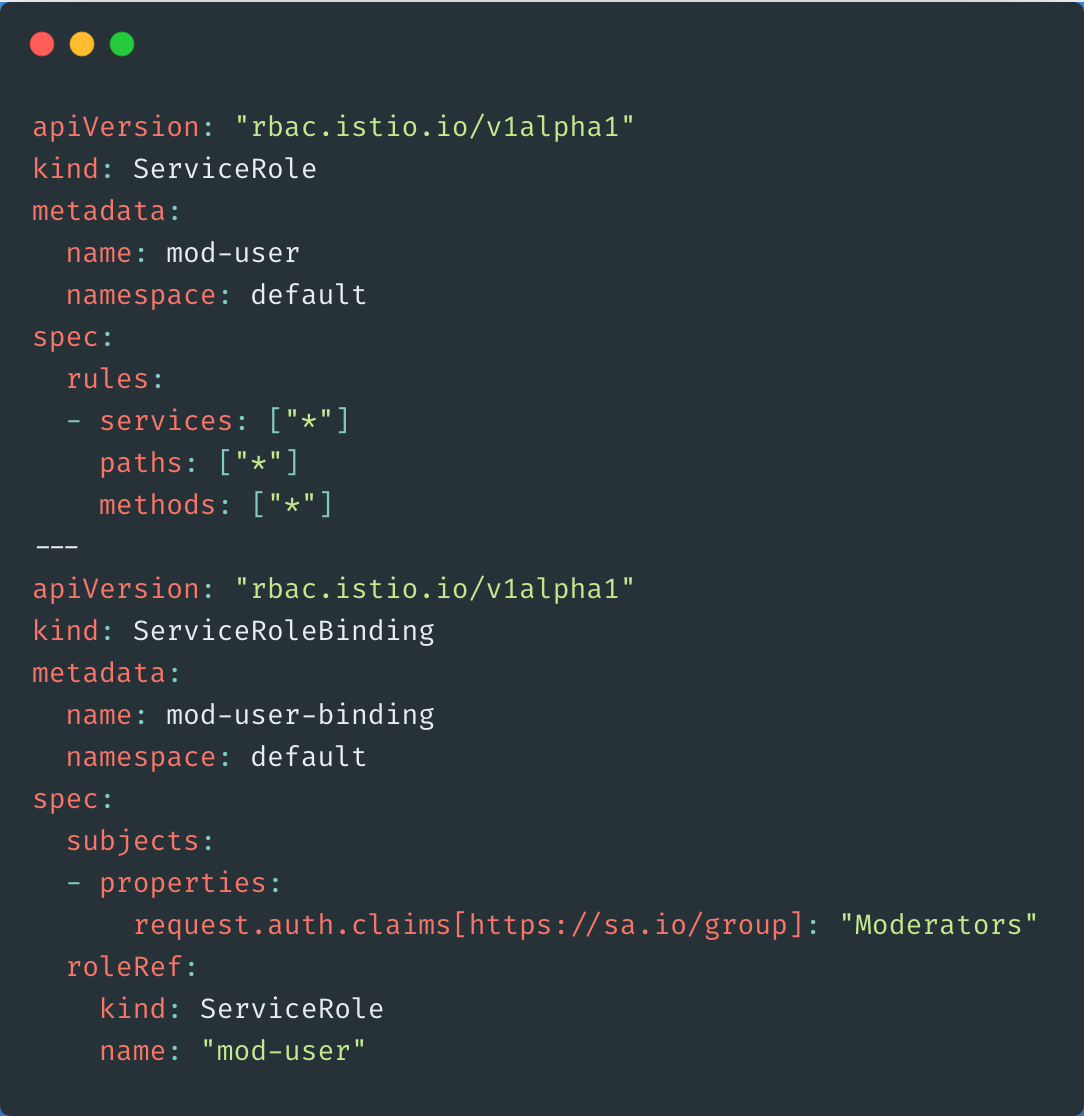 apiVersion: "rbac.istio.io/v1alpha1"
kind: ServiceRole
metadata:
  name: mod-user
  namespace: default
spec:
  rules:
  - services: ["*"]
    paths: ["*"]
    methods: ["*"]
---
apiVersion: "rbac.istio.io/v1alpha1"
kind: ServiceRoleBinding
metadata:
  name: mod-user-binding
  namespace: default
spec:
  subjects:
  - properties:
      request.auth.claims[https://sa.io/group]: "Moderators"
  roleRef:
    kind: ServiceRole
    name: "mod-user"